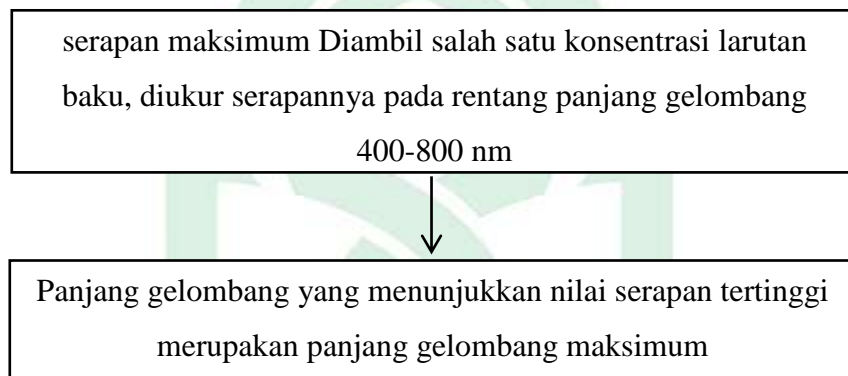 serapan maksimum Diambil salah satu konsentrasi larutan
baku, diukur serapannya pada rentang panjang gelombang
400-800 nm
Panjang gelombang yang menunjukkan nilai serapan tertinggi
merupakan panjang gelombang maksimum